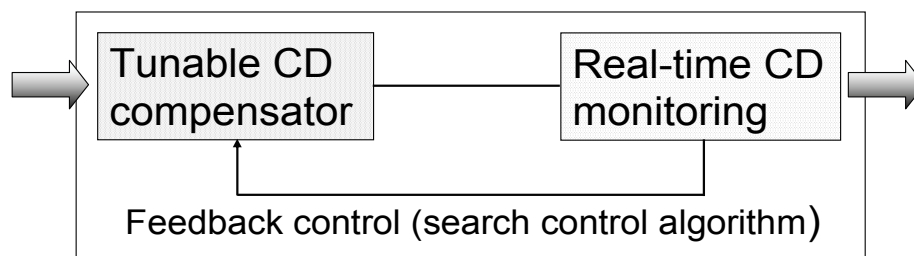 Tunable CD
compensator
Real-time CD
monitoring
Feedback control (search control algorithm)